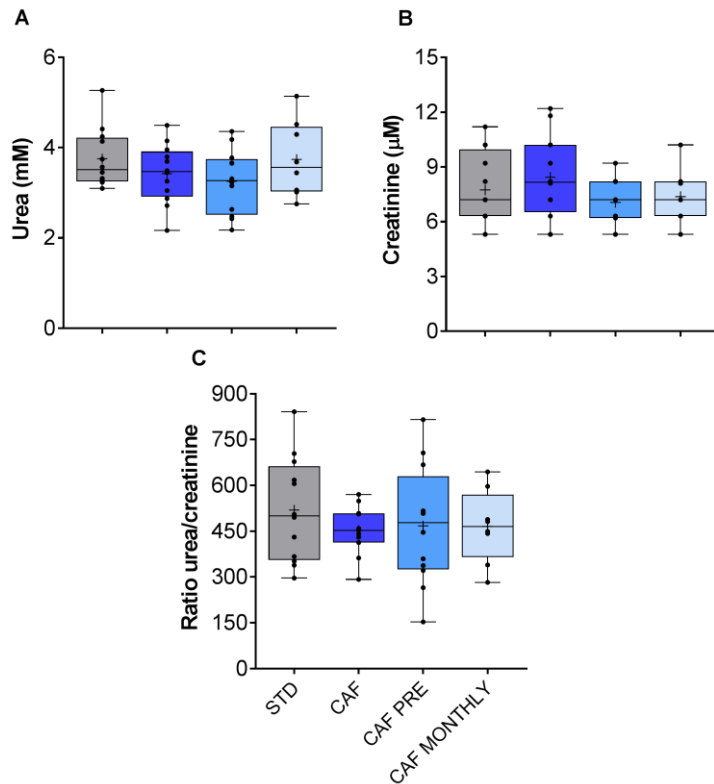 A
Urea (mM)
6
4
2
0
B
Creatinine (μM)
15
12
9
6
3
0
C
Ratio urea/creatinine
900
750
600
450
300
150
0
STD
CAF
CAF PRE
CAF MONTHLY